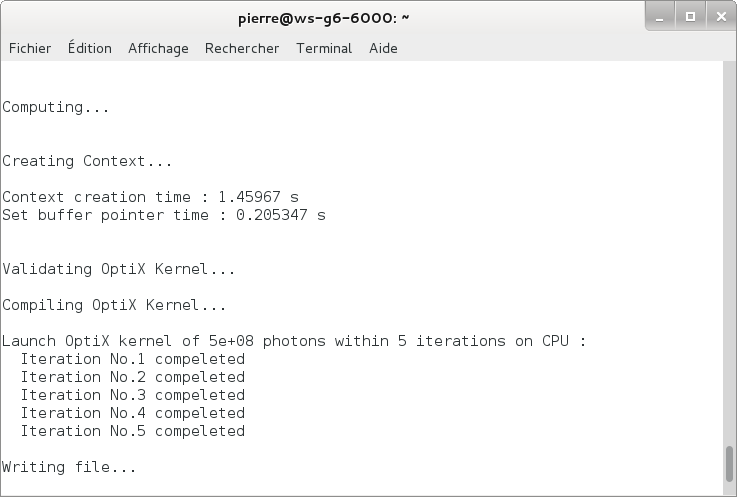 pierre@ws-g6-6000: ~
Fichier Édition Affichage Rechercher Terminal Aide
Computing...
Creating Context...
Context creation time : 1.45967 s
Set buffer pointer time : 0.205347 s
Validating OptiX Kernel...
Compiling OptiX Kernel...
Launch OptiX kernel of 5e+08 photons within 5 iterations on CPU :
Iteration No.1 compeleted
Iteration No.2 compeleted
Iteration No.3 compeleted
Iteration No.4 compeleted
Iteration No.5 compeleted
Writing file...